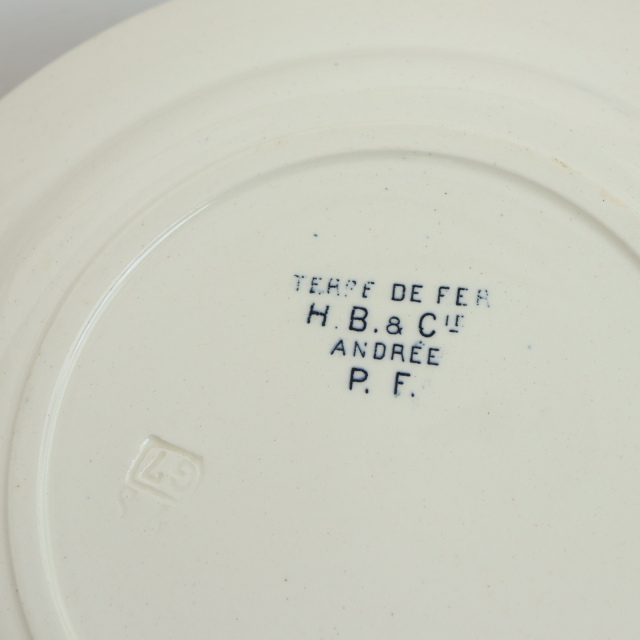 TERRE DE FER
H.B. & Cie
ANDRÉE
P. F.